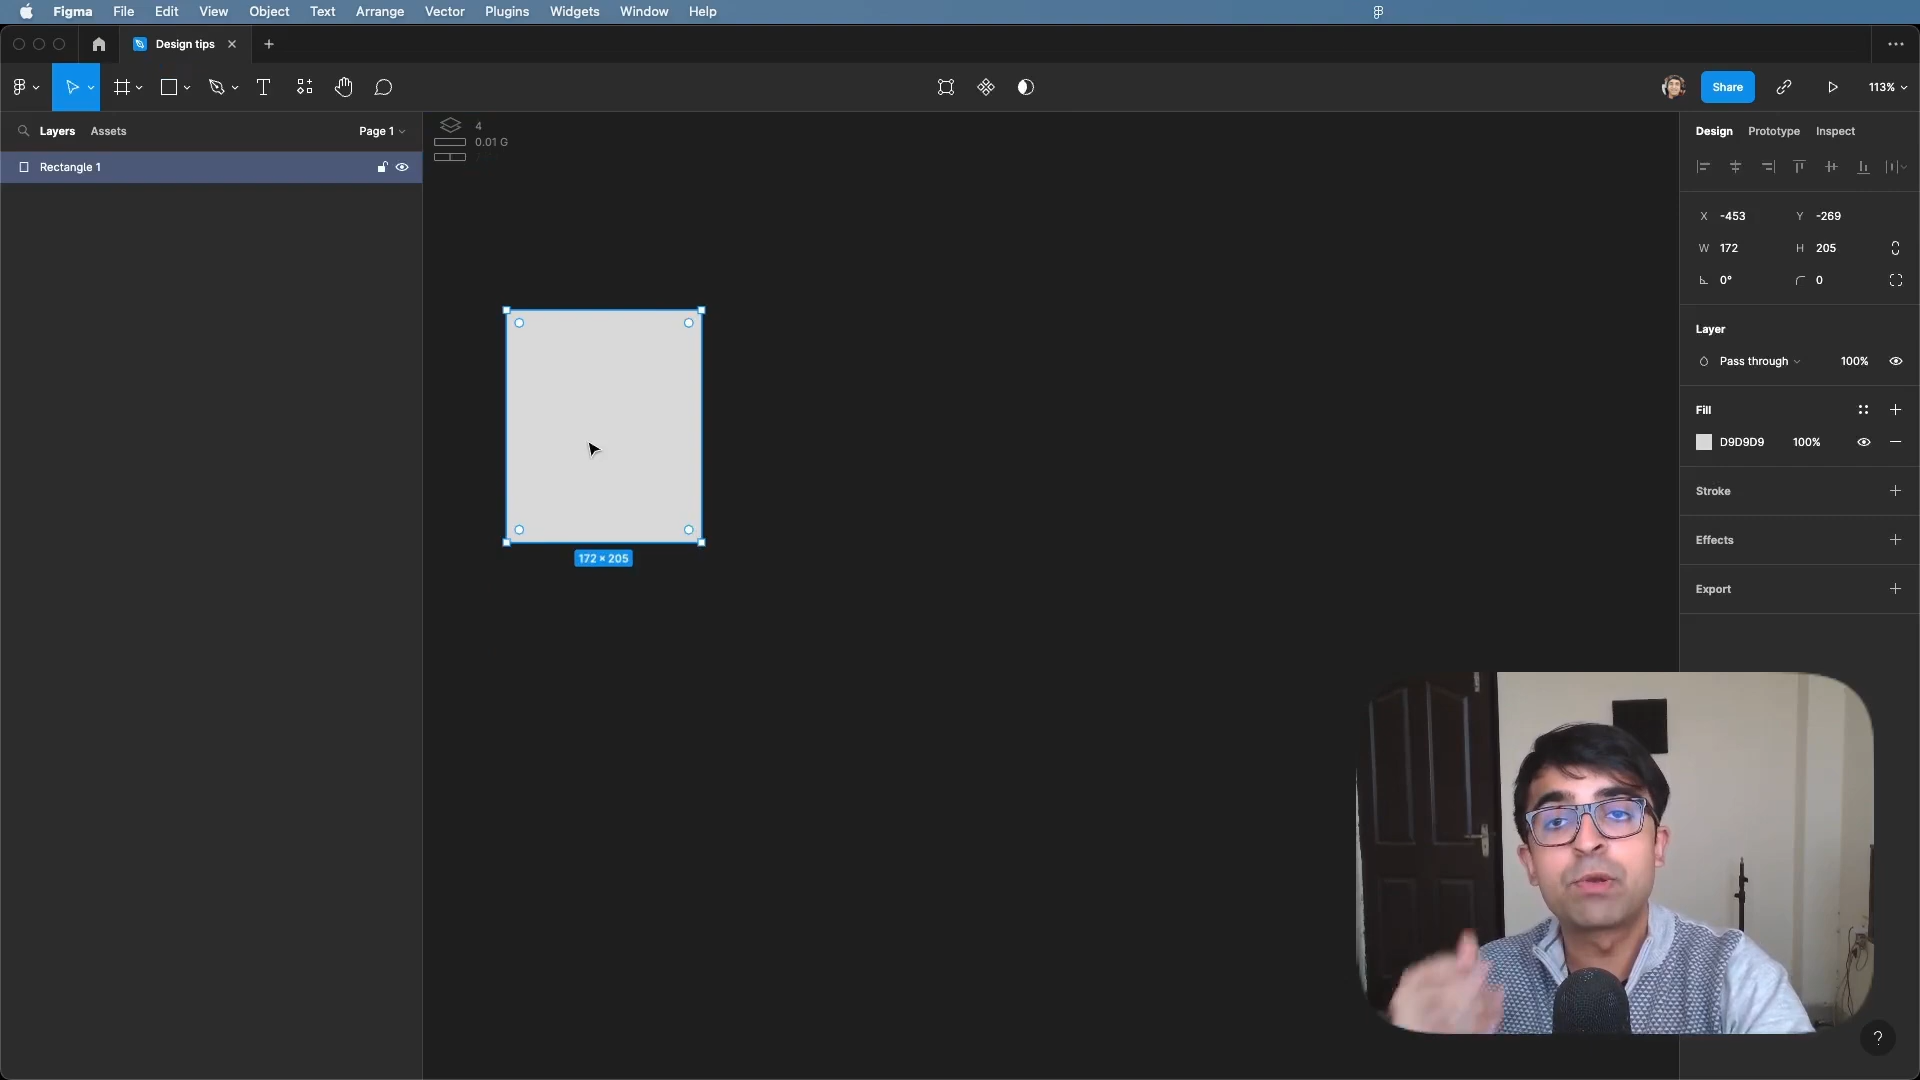 Figma File Edit View Object Text Arrange Vector Plugins Widgets Window Help
Design tips
Share
113%
Layers Assets Page 1
Rectangle 1
4
0.01 G
172 × 205
Design Prototype Inspect
X -453 Y -269
W 172 H 205
0° 0
Layer
Pass through 100%
Fill
D9D9D9 100%
Stroke
Effects
Export
?